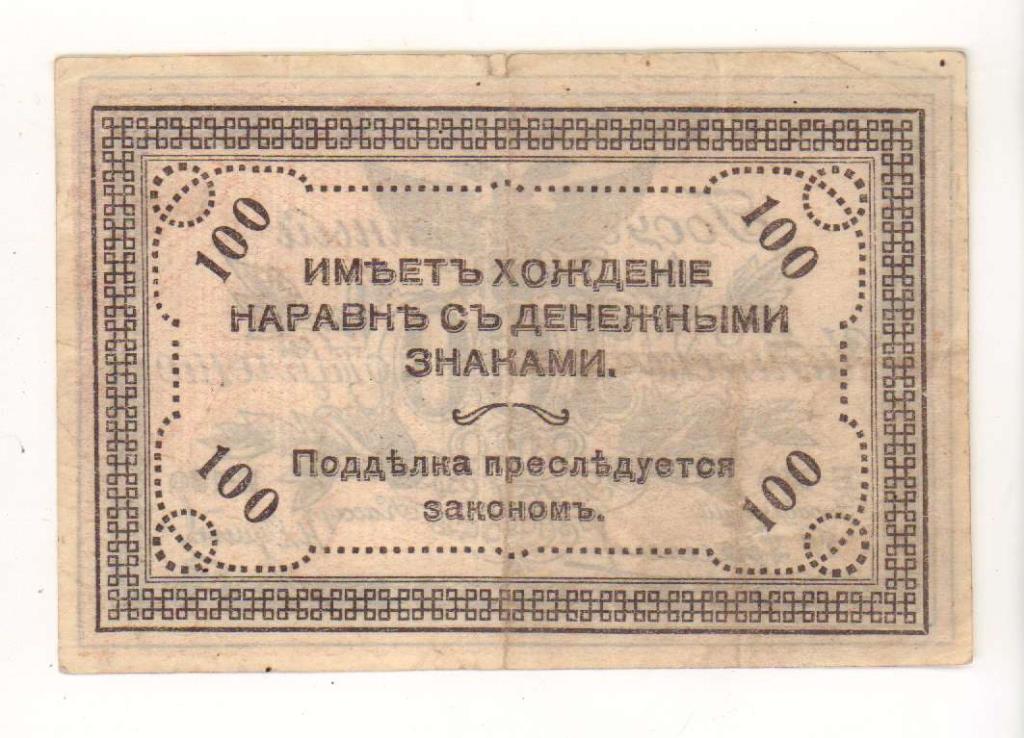 100 100
ИМѢЕТЪ ХОЖДЕНІЕ
НАРАВНѢ СЪ ДЕНЕЖНЫМИ
ЗНАКАМИ.
Поддѣлка преслѣдуется
закономъ.
100 100